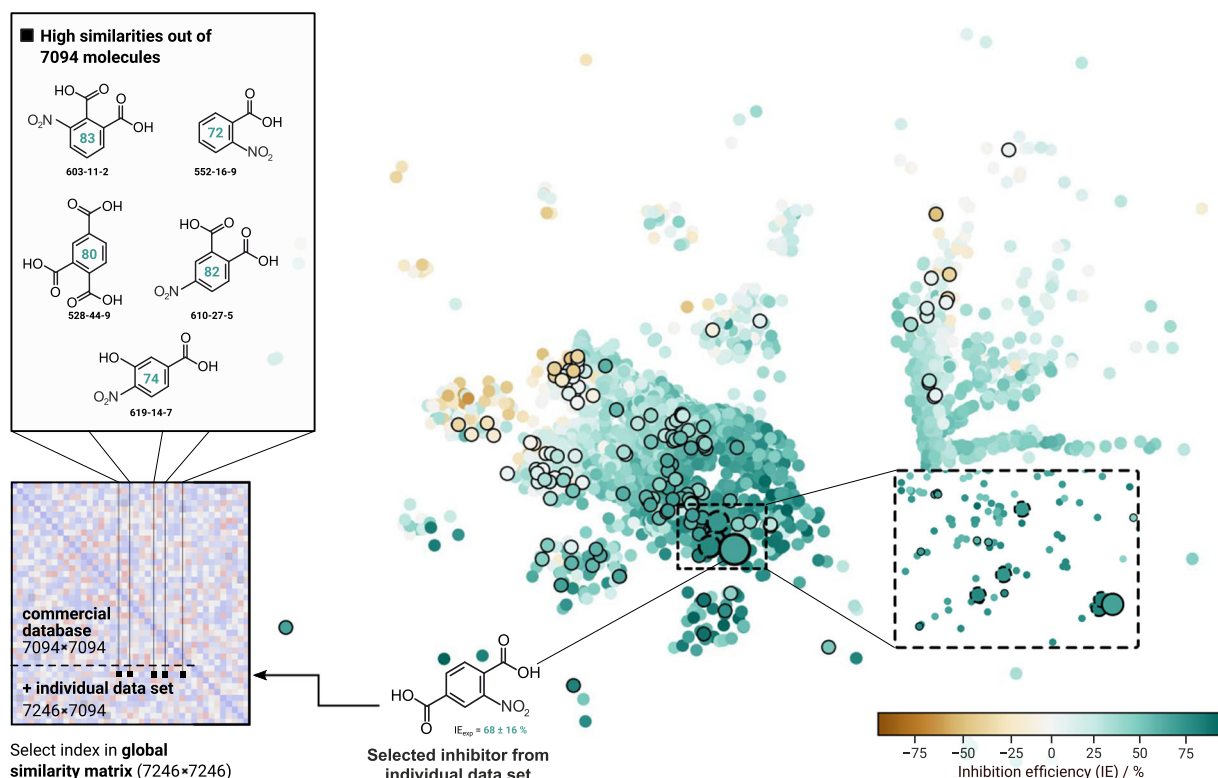 High similarities out of
7094 molecules
HO
O
O
OH
O₂N
83
603-11-2
O
OH
72
NO₂
552-16-9
O
OH
80
HO
O
O
OH
528-44-9
HO
O
O
OH
82
O₂N
610-27-5
O
HO
OH
74
O₂N
619-14-7
commercial
database
7094×7094
+ individual data set
7246×7094
Select index in global
similarity matrix (7246×7246)
O
OH
HO
O
NO₂
IEexp = 68 ± 16 %
Selected inhibitor from
individual data set
−75 −50 −25 0 25 50 75
Inhibition efficiency (IE) / %